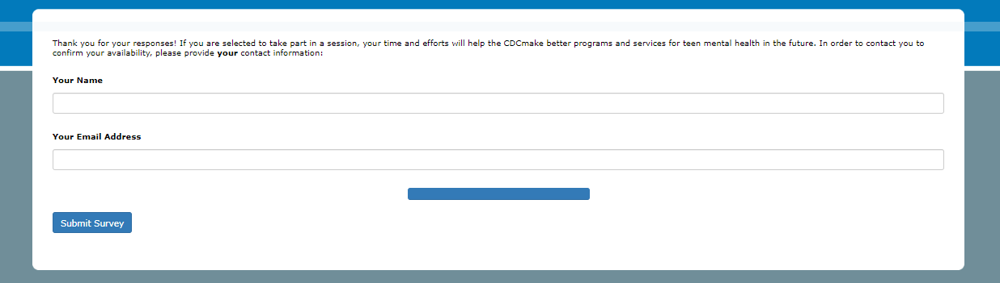 Thank you for your responses! If you are selected to take part in a session, your time and efforts will help the CDCmake better programs and services for teen mental health in the future. In order to contact you to
confirm your availability, please provide your contact information:
Your Name
Your Email Address
Submit Survey